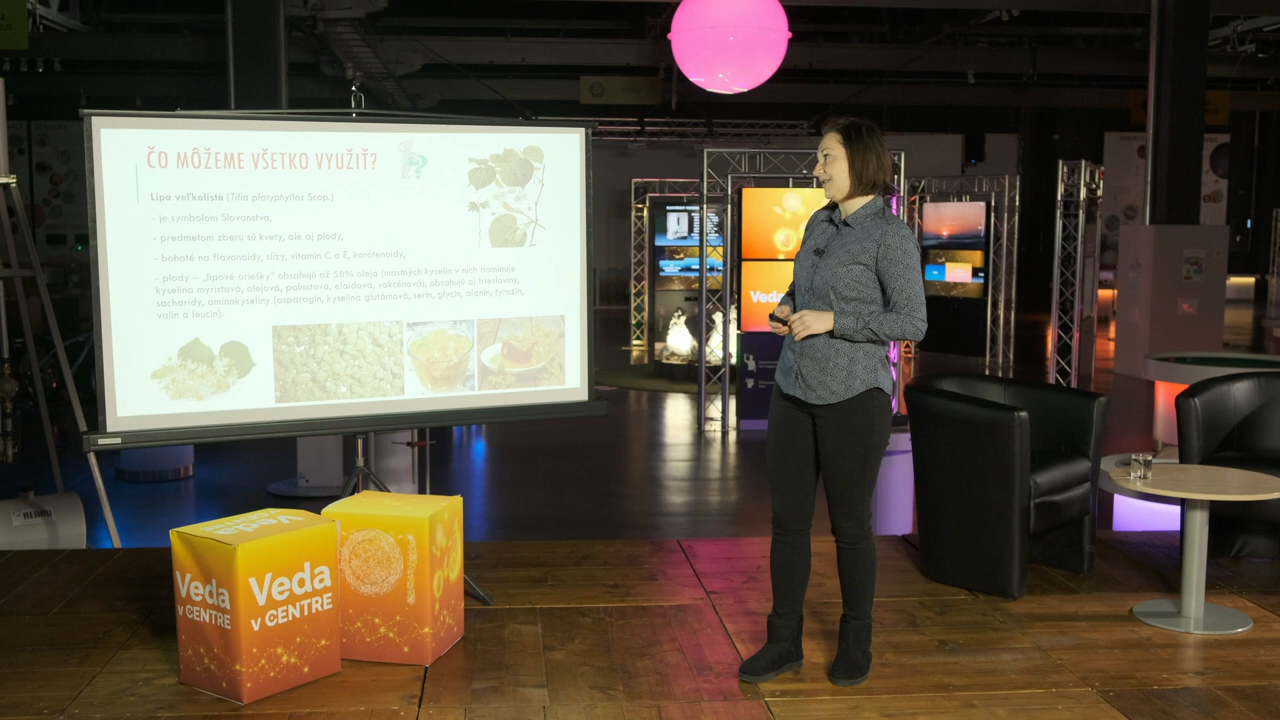 ČO MÔŽEME VŠETKO VYUŽIŤ?
Lipa veľkolistá (Tilia platyphyllos Scop.)
- je symbolom Slovanstva,
- predmetom zberu sú kvety, ale aj plody,
- bohaté na flavonoidy, slizy, vitamín C a E, karotenoidy,
- plody – „lipové oriešky" obsahujú až 58% oleja (mastných kyselín v nich dominuje
kyselina myristová, olejová, palmitová, elaidová, vakcénová), obsahujú aj triesloviny,
sacharidy, aminokyseliny (asparagín, kyselina glutámová, serín, glycín, alanín, tyrozín,
valín a leucín).
Veda
Veda
v CENTRE
Veda
v CENTRE
Veda
v CENTRE